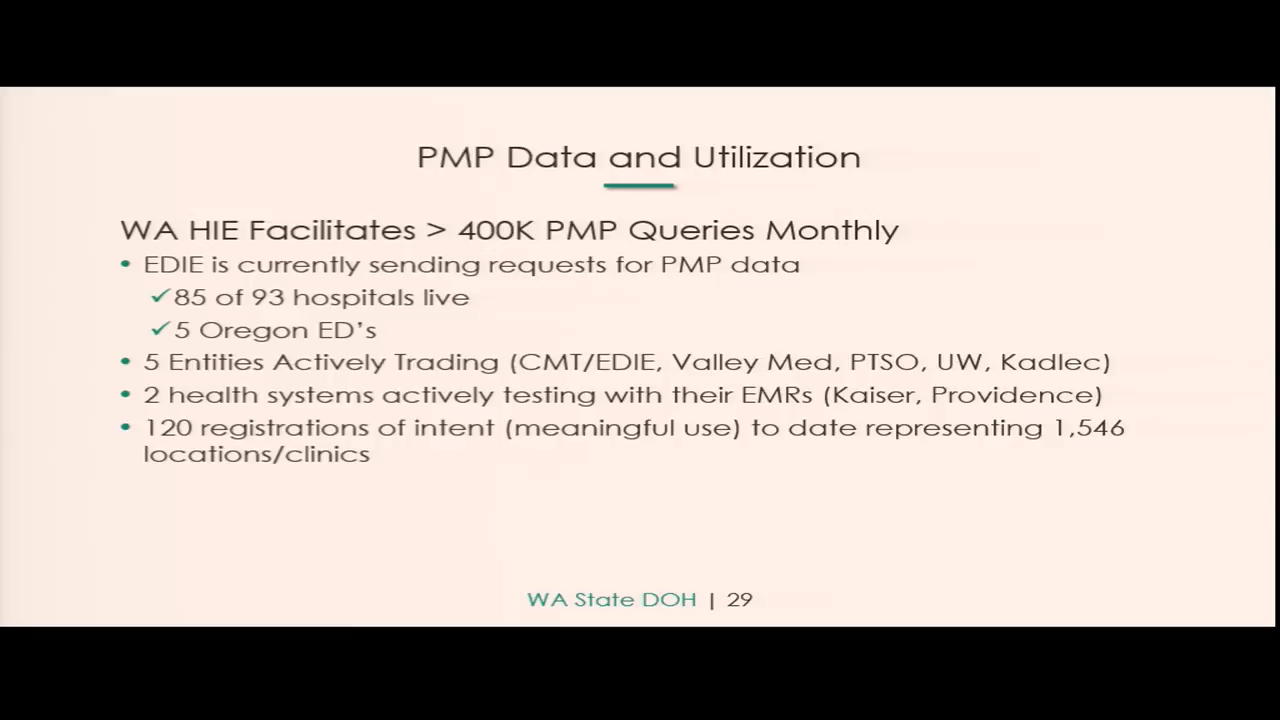 PMP Data and Utilization
WA HIE Facilitates > 400K PMP Queries Monthly
• EDIE is currently sending requests for PMP data
✓85 of 93 hospitals live
✓5 Oregon ED's
• 5 Entities Actively Trading (CMT/EDIE, Valley Med, PTSO, UW, Kadlec)
• 2 health systems actively testing with their EMRs (Kaiser, Providence)
• 120 registrations of intent (meaningful use) to date representing 1,546
locations/clinics
WA State DOH | 29